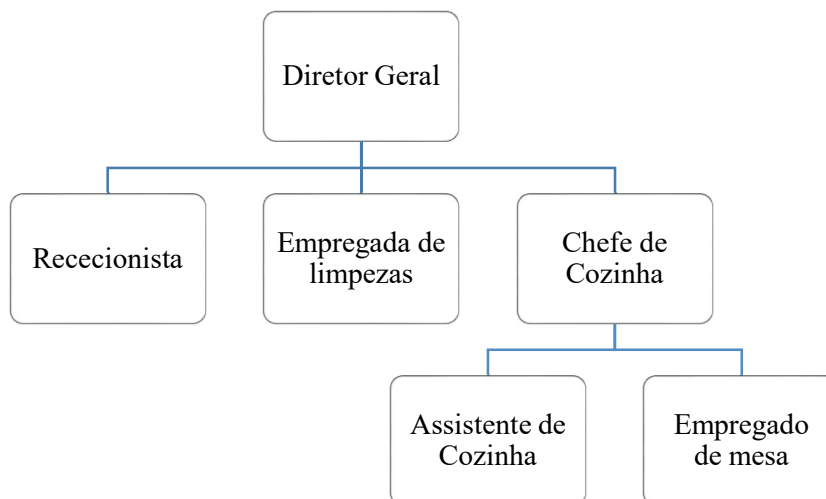 Diretor Geral
Rececionista
Empregada de
limpezas
Chefe de
Cozinha
Assistente de
Cozinha
Empregado
de mesa